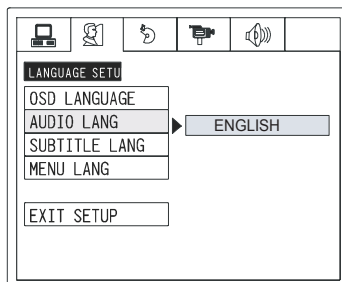 LANGUAGE SETU
OSD LANGUAGE
AUDIO LANG
ENGLISH
SUBTITLE LANG
MENU LANG
EXIT SETUP